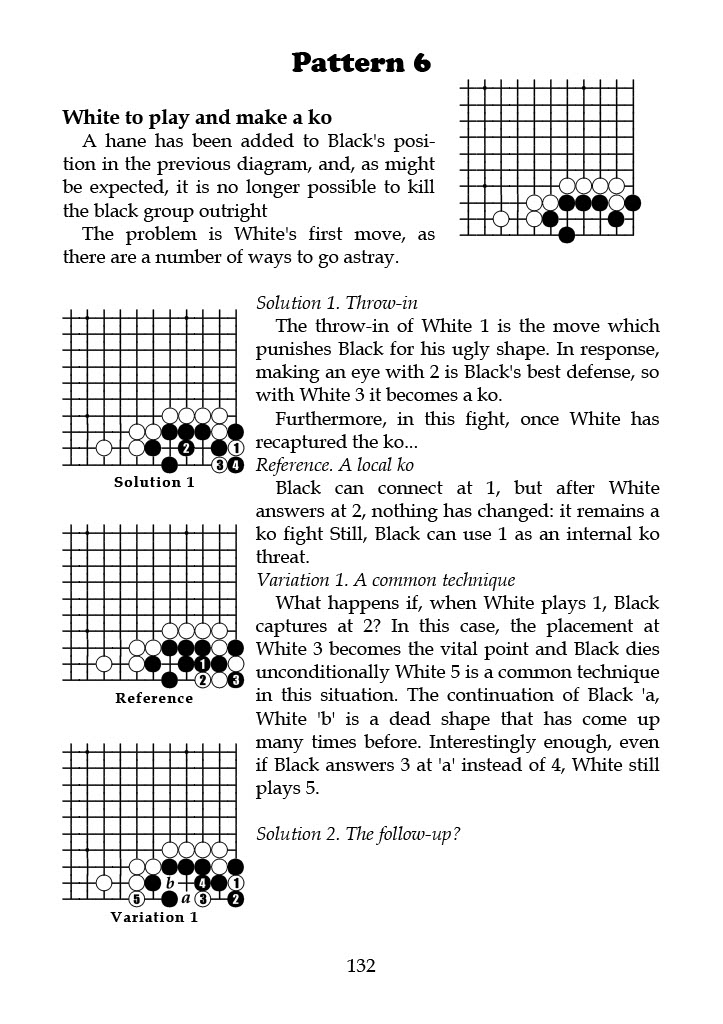 Pattern 6
White to play and make a ko
A hane has been added to Black's posi-
tion in the previous diagram, and, as might
be expected, it is no longer possible to kill
the black group outright
The problem is White's first move, as
there are a number of ways to go astray.
Solution 1. Throw-in
The throw-in of White 1 is the move which
punishes Black for his ugly shape. In response,
making an eye with 2 is Black's best defense, so
with White 3 it becomes a ko.
Furthermore, in this fight, once White has
recaptured the ko...
2 1
3 4
Solution 1
Reference. A local ko
Black can connect at 1, but after White
answers at 2, nothing has changed: it remains a
ko fight Still, Black can use 1 as an internal ko
threat.
1
2 3
Reference
Variation 1. A common technique
What happens if, when White plays 1, Black
captures at 2? In this case, the placement at
White 3 becomes the vital point and Black dies
unconditionally White 5 is a common technique
in this situation. The continuation of Black 'a,
White 'b' is a dead shape that has come up
many times before. Interestingly enough, even
if Black answers 3 at 'a' instead of 4, White still
plays 5.
b 4 1
5 a 3 2
Variation 1
Solution 2. The follow-up?
132